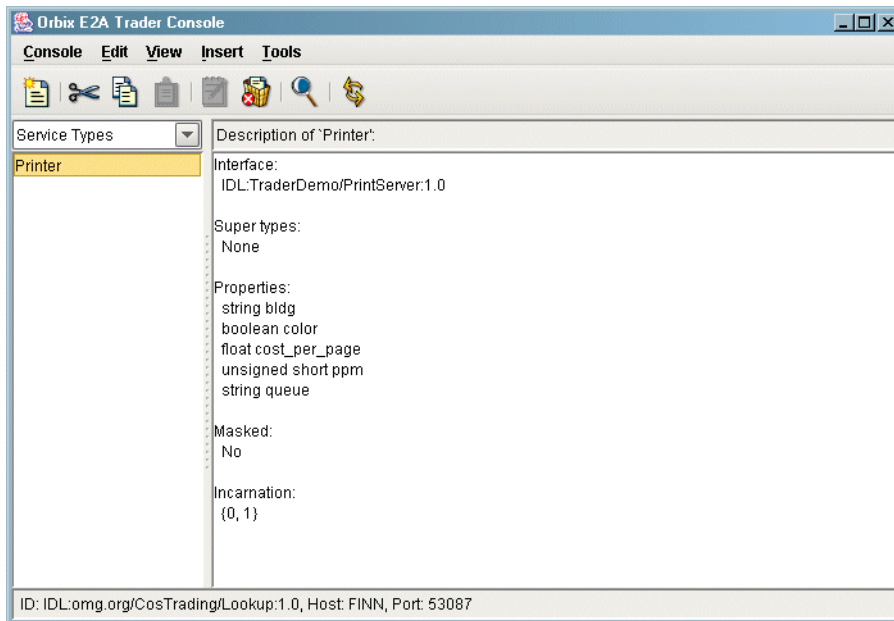 Orbix E2A Trader Console
Console Edit View Insert Tools
Service Types
Description of `Printer':
Printer
Interface:
IDL:TraderDemo/PrintServer:1.0
Super types:
None
Properties:
string bldg
boolean color
float cost_per_page
unsigned short ppm
string queue
Masked:
No
Incarnation:
{0, 1}
ID: IDL:omg.org/CosTrading/Lookup:1.0, Host: FINN, Port: 53087